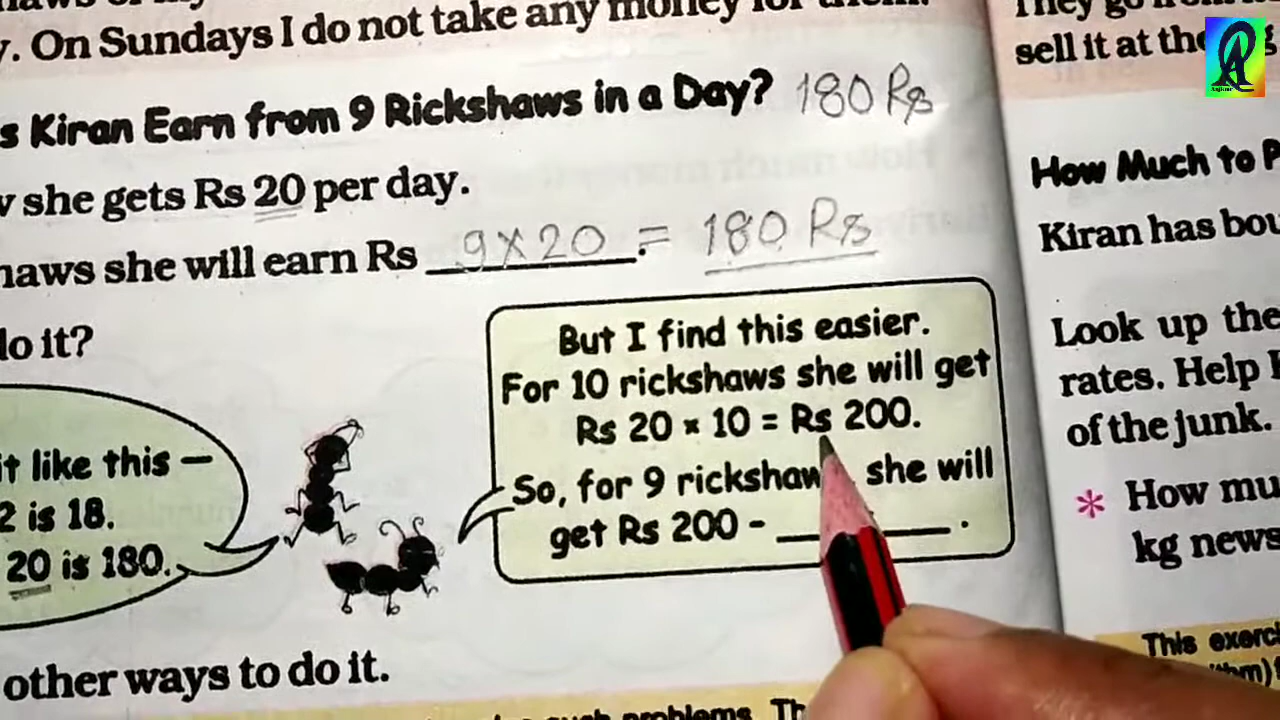 y. On Sundays I do not take any money for them.
s Kiran Earn from 9 Rickshaws in a Day? 180 Rs
w she gets Rs 20 per day.
haws she will earn Rs 9×20 = 180 Rs
do it?
it like this –
2 is 18.
20 is 180.
But I find this easier.
For 10 rickshaws she will get
Rs 20 × 10 = Rs 200.
So, for 9 rickshaw she will
get Rs 200 - ________.
other ways to do it.
such problems.
They go from
sell it at the
How Much to P
Kiran has bou
Look up the
rates. Help
of the junk.
* How mu
kg news
This exerc